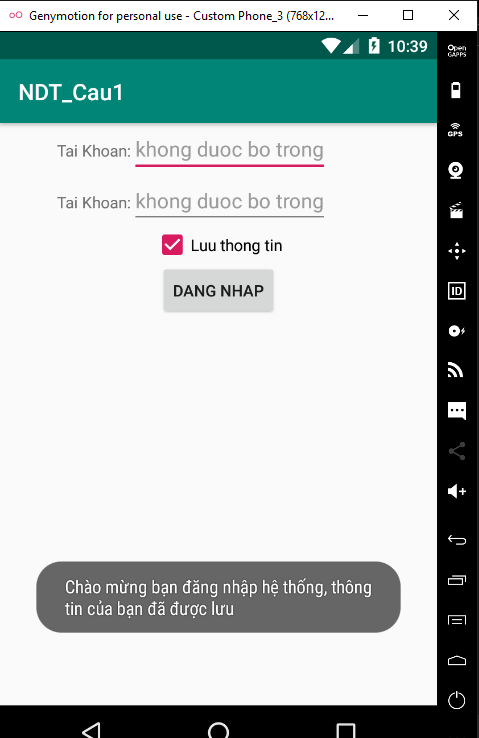 Genymotion for personal use - Custom Phone_3 (768x12...
10:39
Open
GAPPS
NDT_Cau1
GPS
Tai Khoan: khong duoc bo trong
Tai Khoan: khong duoc bo trong
Luu thong tin
ID
DANG NHAP
Chào mừng bạn đăng nhập hệ thống, thông
tin của bạn đã được lưu